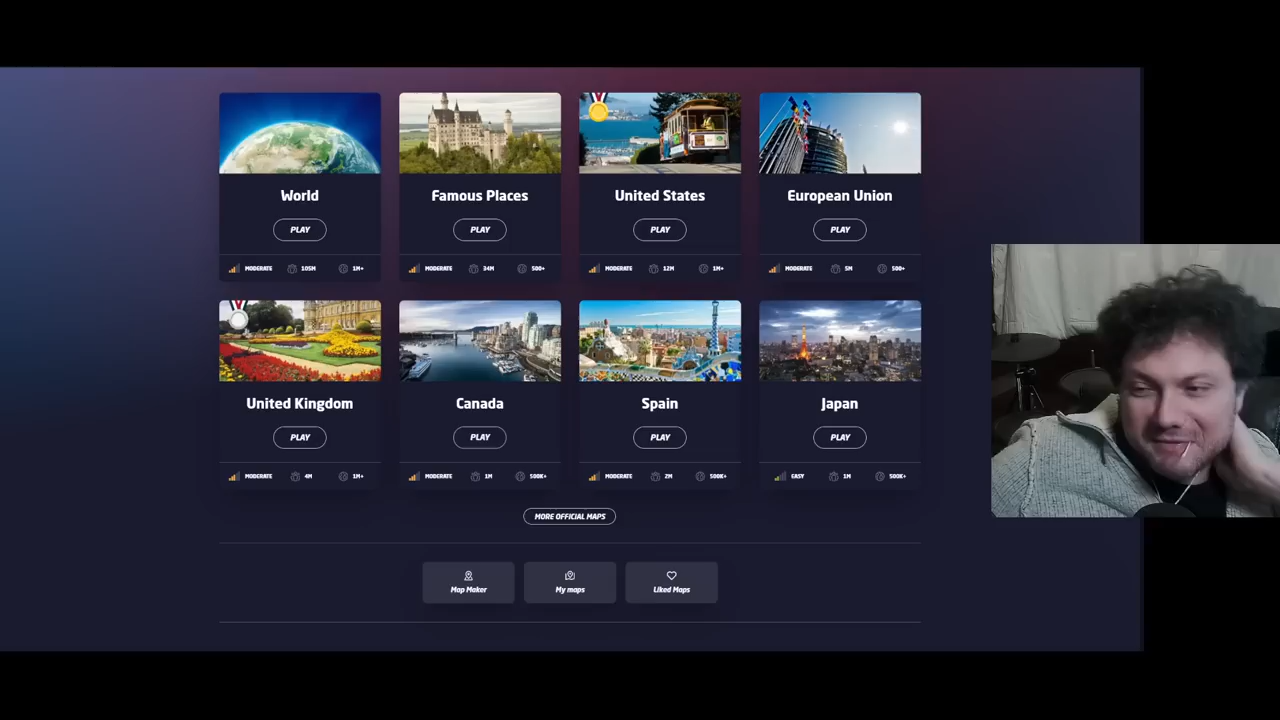 World
Famous Places
United States
European Union
PLAY
PLAY
PLAY
PLAY
MODERATE 105M 1M+
MODERATE 34M 500+
MODERATE 12M 1M+
MODERATE 5M 500+
United Kingdom
Canada
Spain
Japan
PLAY
PLAY
PLAY
PLAY
MODERATE 4M 1M+
MODERATE 1M 500K+
MODERATE 2M 500K+
EASY 1M 500K+
MORE OFFICIAL MAPS
Map Maker
My maps
Liked Maps